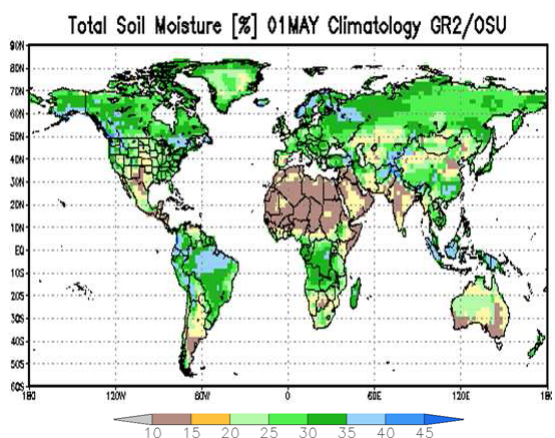 Total Soil Moisture [%] 01MAY Climatology GR2/OSU
90N
80N
70N
60N
50N
40N
30N
20N
10N
EQ
10S
20S
30S
40S
50S
60S
180 120W 60W 0 60E 120E 180
10 15 20 25 30 35 40 45